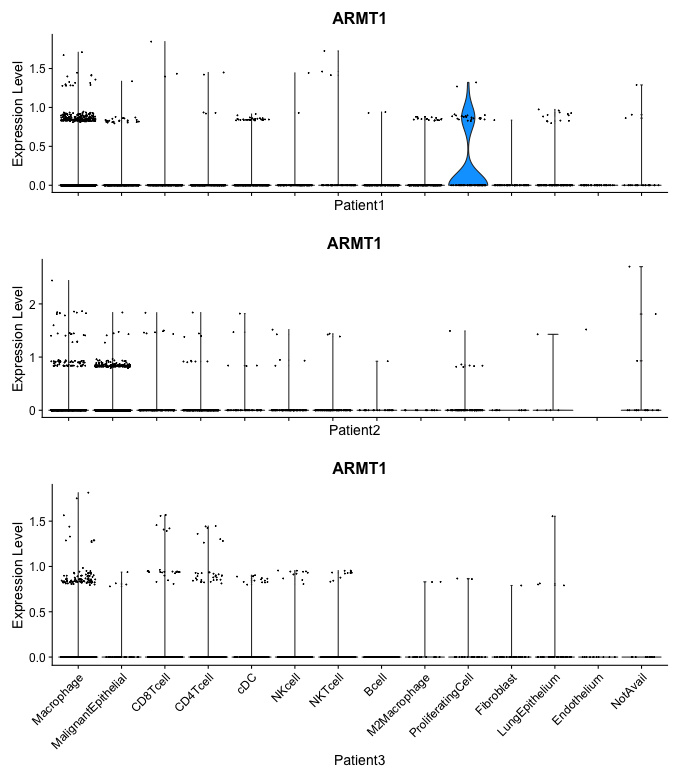 ARMT1
Expression Level
1.5
1.0
0.5
0.0
Patient1
ARMT1
Expression Level
2
1
0
Patient2
ARMT1
Expression Level
1.5
1.0
0.5
0.0
Macrophage
MalignantEpithelial
CD8Tcell
CD4Tcell
cDC
NKcell
NKTcell
Bcell
M2Macrophage
ProliferatingCell
Fibroblast
LungEpithelium
Endothelium
NotAvail
Patient3